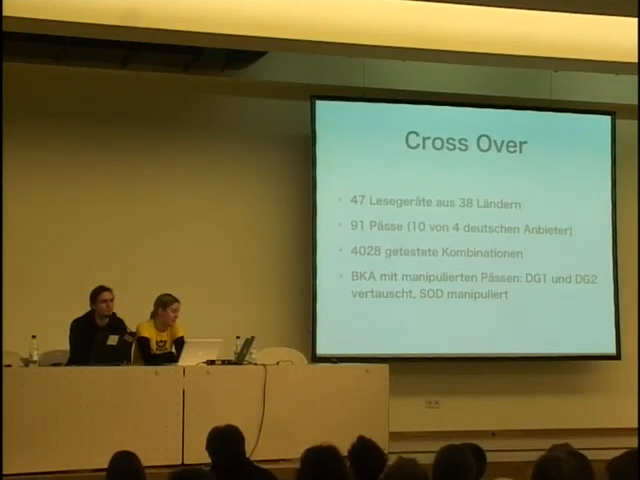 Cross Over
• 47 Lesegeräte aus 38 Ländern
• 91 Pässe (10 von 4 deutschen Anbieter)
• 4028 getestete Kombinationen
• BKA mit manipulierten Pässen: DG1 und DG2
vertauscht, SOD manipuliert